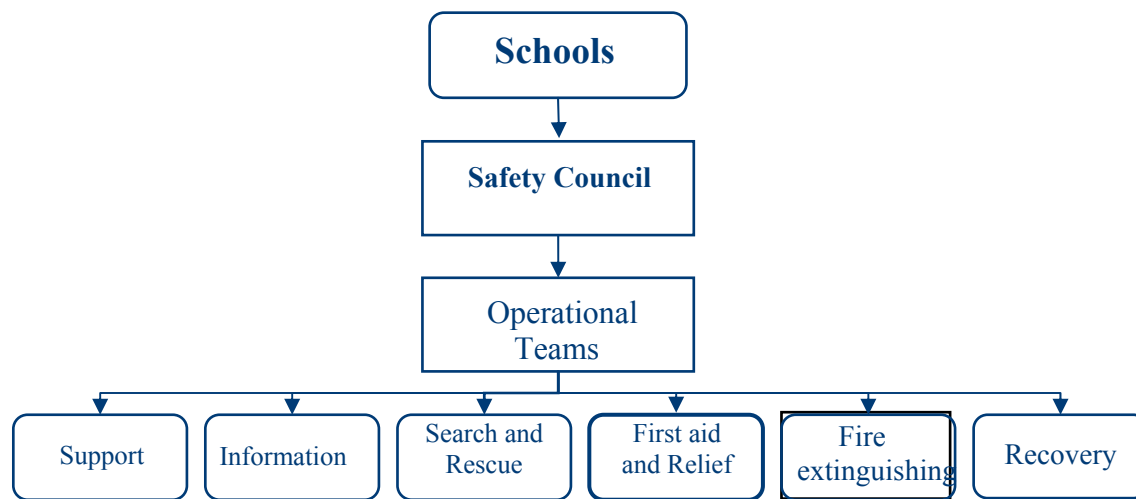 Schools
Safety Council
Operational
Teams
Support
Information
Search and
Rescue
First aid
and Relief
Fire
extinguishing
Recovery